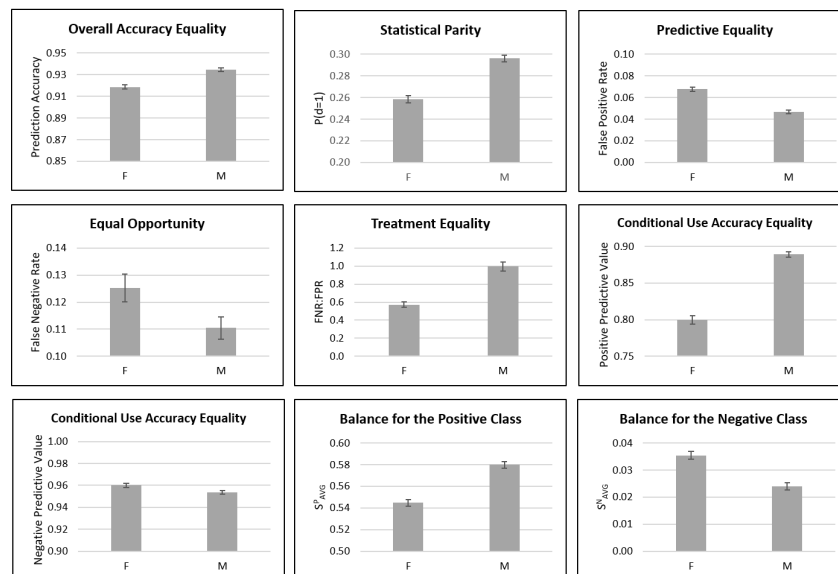 Overall Accuracy Equality
Prediction Accuracy
0.95
0.93
0.91
0.89
0.87
0.85
F M
Statistical Parity
P(d=1)
0.30
0.28
0.26
0.24
0.22
0.20
F M
Predictive Equality
False Positive Rate
0.10
0.08
0.06
0.04
0.02
0.00
F M
Equal Opportunity
False Negative Rate
0.14
0.13
0.12
0.11
0.10
F M
Treatment Equality
FNR:FPR
1.2
1.0
0.8
0.6
0.4
0.2
0.0
F M
Conditional Use Accuracy Equality
Positive Predictive Value
0.90
0.85
0.80
0.75
F M
Conditional Use Accuracy Equality
Negative Predictive Value
1.00
0.98
0.96
0.94
0.92
0.90
F M
Balance for the Positive Class
S^P_AVG
0.60
0.58
0.56
0.54
0.52
0.50
F M
Balance for the Negative Class
S^N_AVG
0.04
0.03
0.02
0.01
0.00
F M